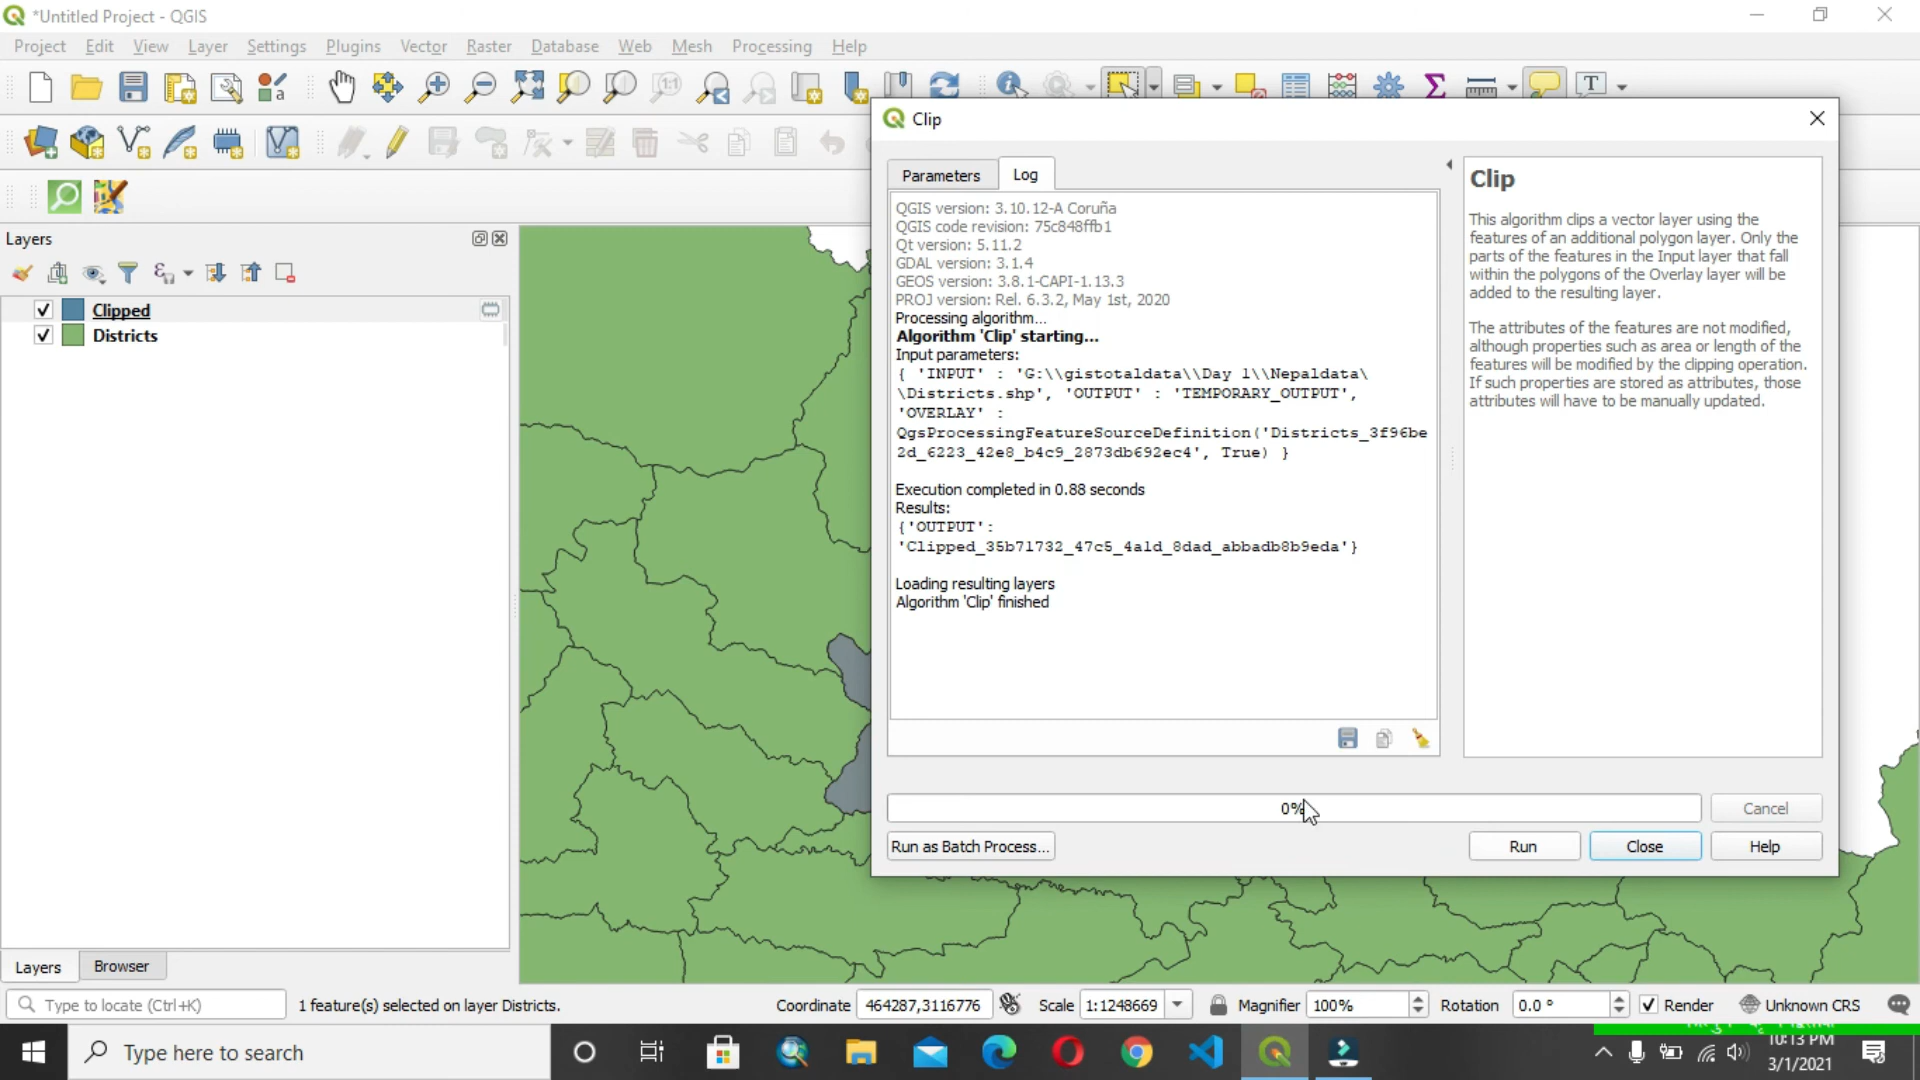 *Untitled Project - QGIS
Project Edit View Layer Settings Plugins Vector Raster Database Web Mesh Processing Help
Clip
Parameters Log
QGIS version: 3.10.12-A Coruña
QGIS code revision: 75c848ffb1
Qt version: 5.11.2
GDAL version: 3.1.4
GEOS version: 3.8.1-CAPI-1.13.3
PROJ version: Rel. 6.3.2, May 1st, 2020
Processing algorithm...
Algorithm 'Clip' starting...
Input parameters:
{ 'INPUT' : 'G:\\gistotaldata\\Day 1\\Nepaldata\
\Districts.shp', 'OUTPUT' : 'TEMPORARY_OUTPUT',
'OVERLAY' :
QgsProcessingFeatureSourceDefinition('Districts_3f96be
2d_6223_42e8_b4c9_2873db692ec4', True) }
Execution completed in 0.88 seconds
Results:
{'OUTPUT':
'Clipped_35b71732_47c5_4a1d_8dad_abbadb8b9eda'}
Loading resulting layers
Algorithm 'Clip' finished
Clip
This algorithm clips a vector layer using the
features of an additional polygon layer. Only the
parts of the features in the Input layer that fall
within the polygons of the Overlay layer will be
added to the resulting layer.
The attributes of the features are not modified,
although properties such as area or length of the
features will be modified by the clipping operation.
If such properties are stored as attributes, those
attributes will have to be manually updated.
0%
Cancel
Run as Batch Process...
Run Close Help
Layers
Clipped
Districts
Layers Browser
Type to locate (Ctrl+K)
1 feature(s) selected on layer Districts.
Coordinate 464287,3116776
Scale 1:1248669
Magnifier 100%
Rotation 0.0 °
Render
Unknown CRS
Type here to search
10:13 PM
3/1/2021